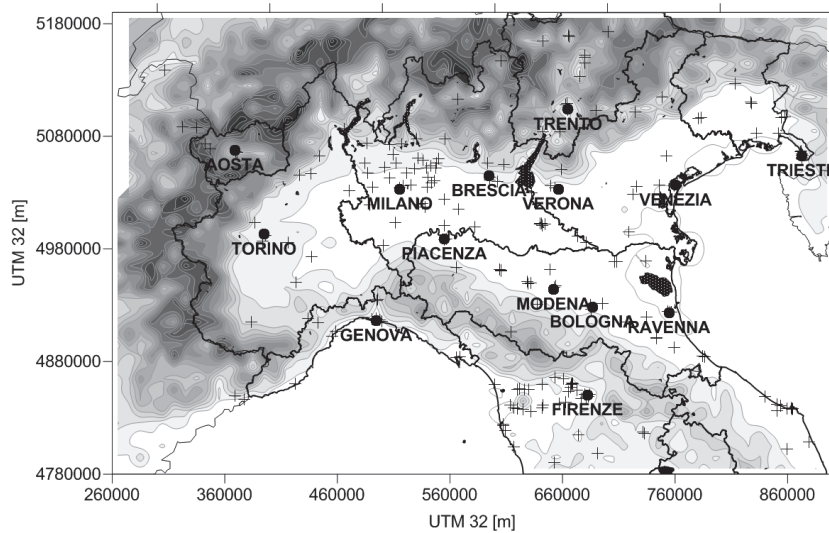 5180000
5080000
4980000
4880000
4780000
UTM 32 [m]
TRENTO
AOSTA
TRIESTE
BRESCIA
MILANO
VERONA
VENEZIA
TORINO
PIACENZA
MODENA
BOLOGNA
RAVENNA
GENOVA
FIRENZE
260000 360000 460000 560000 660000 760000 860000
UTM 32 [m]